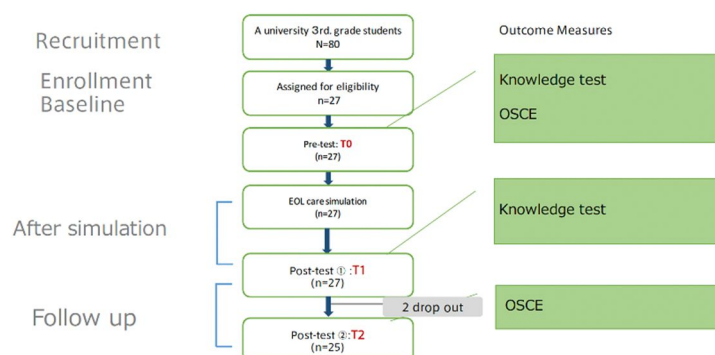 Recruitment
A university 3rd. grade students
N=80
Outcome Measures
Enrollment
Baseline
Assigned for eligibility
n=27
Knowledge test
OSCE
Pre-test: T0
(n=27)
After simulation
EOL care simulation
(n=27)
Knowledge test
Post-test ① :T1
(n=27)
Follow up
2 drop out
OSCE
Post-test ②:T2
(n=25)